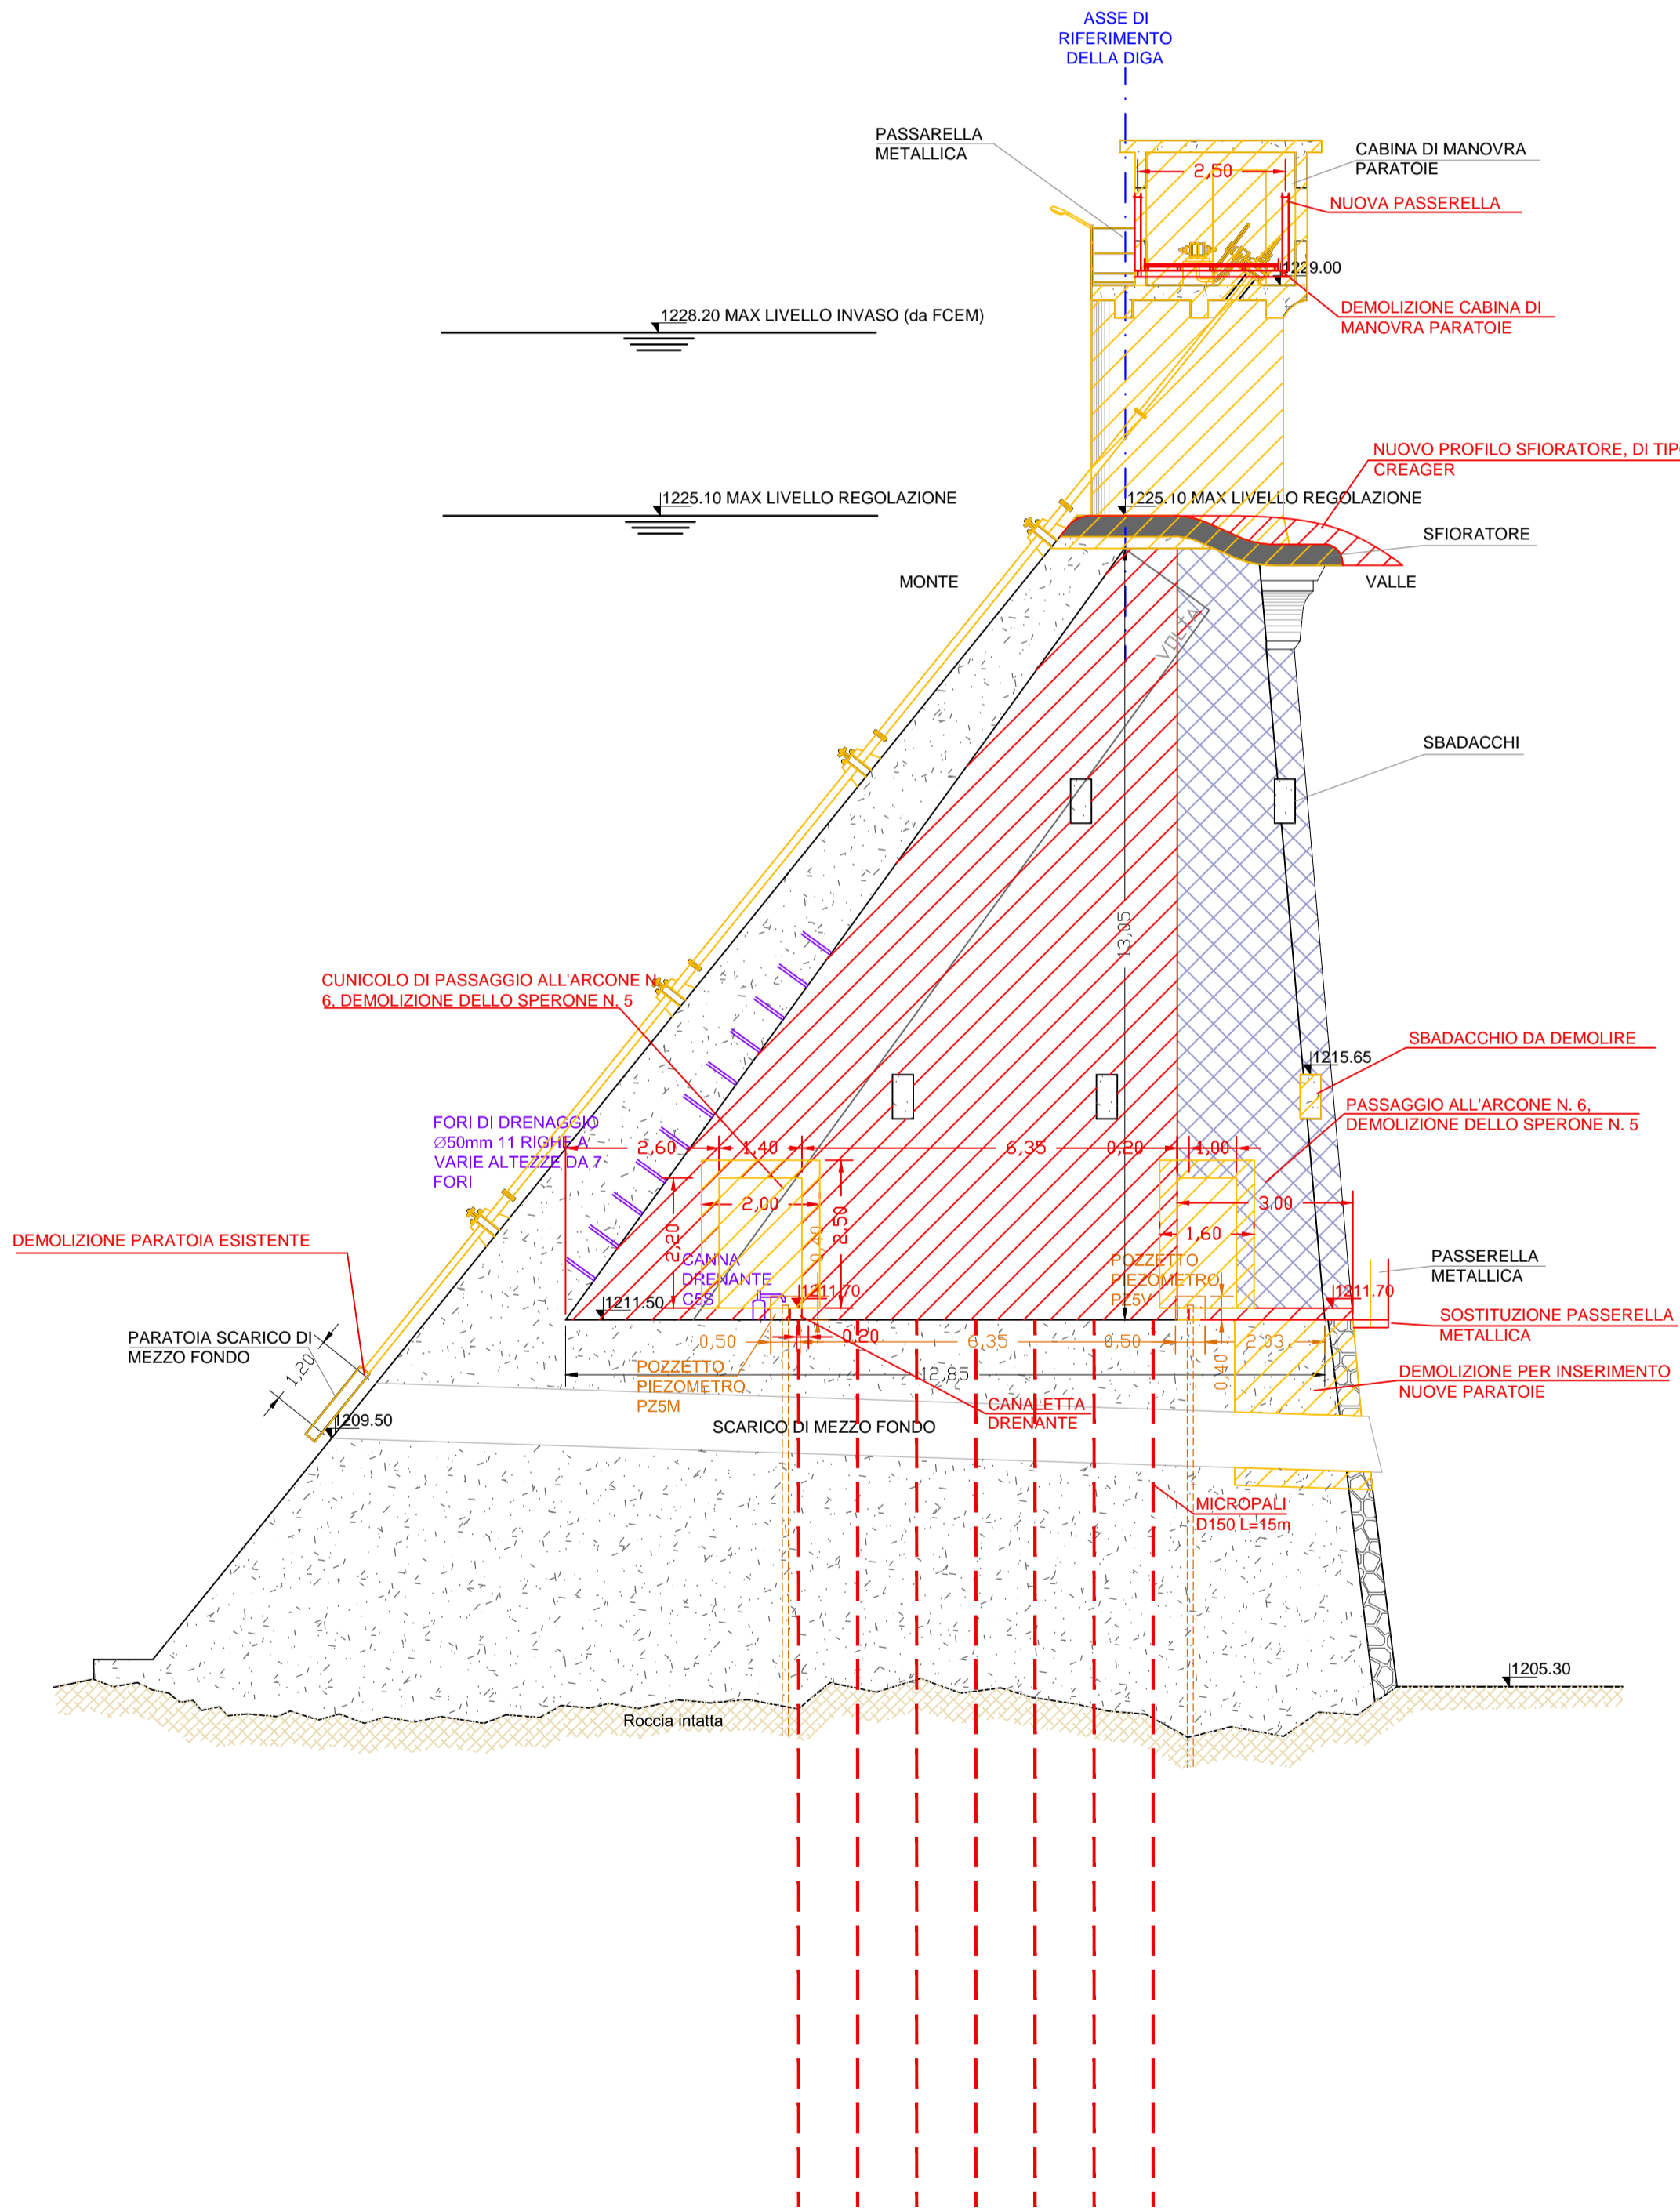 ASSE DI
RIFERIMENTO
DELLA DIGA
PASSARELLA
METALLICA
CABINA DI MANOVRA
PARATOIE
2,50
NUOVA PASSERELLA
1229.00
DEMOLIZIONE CABINA DI
MANOVRA PARATOIE
1228.20 MAX LIVELLO INVASO (da FCEM)
NUOVO PROFILO SFIORATORE, DI TIP
CREAGER
1225.10 MAX LIVELLO REGOLAZIONE
1225.10 MAX LIVELLO REGOLAZIONE
SFIORATORE
MONTE
VALLE
VOLTA
SBADACCHI
13,05
CUNICOLO DI PASSAGGIO ALL'ARCONE N.
6, DEMOLIZIONE DELLO SPERONE N. 5
SBADACCHIO DA DEMOLIRE
1215.65
PASSAGGIO ALL'ARCONE N. 6,
DEMOLIZIONE DELLO SPERONE N. 5
FORI DI DRENAGGIO
Ø50mm 11 RIGHE A
VARIE ALTEZZE DA 7
FORI
2,60
1,40
6,35
0,20
1,00
2,00
3,00
2,20
0,40
2,50
1,60
DEMOLIZIONE PARATOIA ESISTENTE
CANNA
DRENANTE
C5S
POZZETTO
PIEZOMETRO
PZ5V
PASSERELLA
METALLICA
1211.50
1211.70
1211.70
SOSTITUZIONE PASSERELLA
METALLICA
PARATOIA SCARICO DI
MEZZO FONDO
1,20
0,50
0,20
6,35
0,50
2,03
0,40
POZZETTO
PIEZOMETRO
PZ5M
12,85
DEMOLIZIONE PER INSERIMENTO
NUOVE PARATOIE
CANALETTA
DRENANTE
1209.50
SCARICO DI MEZZO FONDO
MICROPALI
D150 L=15m
1205.30
Roccia intatta